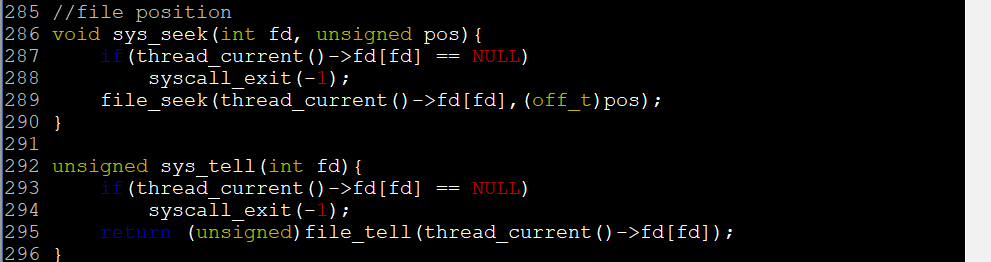 285 //file position
286 void sys_seek(int fd, unsigned pos){
287     if(thread_current()->fd[fd] == NULL)
288         syscall_exit(-1);
289     file_seek(thread_current()->fd[fd],(off_t)pos);
290 }
291
292 unsigned sys_tell(int fd){
293     if(thread_current()->fd[fd] == NULL)
294         syscall_exit(-1);
295     return (unsigned)file_tell(thread_current()->fd[fd]);
296 }